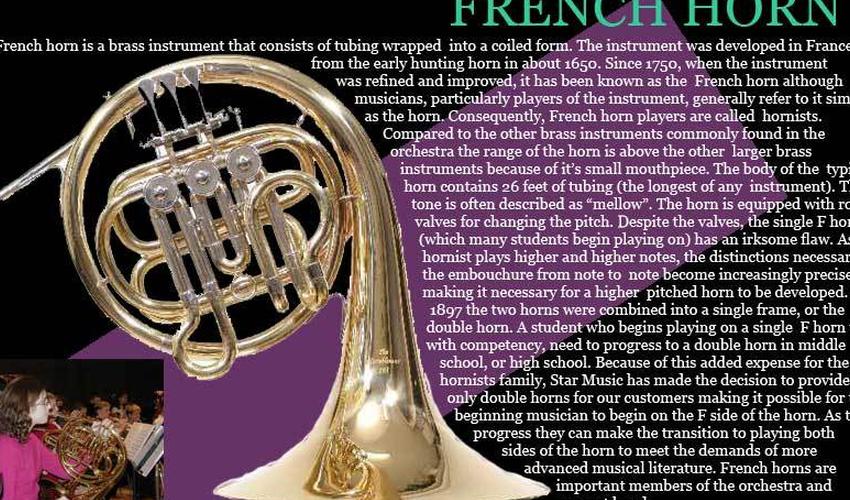 FRENCH HORN
French horn is a brass instrument that consists of tubing wrapped into a coiled form. The instrument was developed in France
from the early hunting horn in about 1650. Since 1750, when the instrument
was refined and improved, it has been known as the French horn although
musicians, particularly players of the instrument, generally refer to it sim
as the horn. Consequently, French horn players are called hornists.
Compared to the other brass instruments commonly found in the
orchestra the range of the horn is above the other larger brass
instruments because of it's small mouthpiece. The body of the typi
horn contains 26 feet of tubing (the longest of any instrument). T
tone is often described as “mellow”. The horn is equipped with ro
valves for changing the pitch. Despite the valves, the single F hor
(which many students begin playing on) has an irksome flaw. As
hornist plays higher and higher notes, the distinctions necessar
the embouchure from note to note become increasingly precise
making it necessary for a higher pitched horn to be developed.
1897 the two horns were combined into a single frame, or the
double horn. A student who begins playing on a single F horn
with competency, need to progress to a double horn in middle
school, or high school. Because of this added expense for the
hornists family, Star Music has made the decision to provide
only double horns for our customers making it possible for
beginning musician to begin on the F side of the horn. As t
progress they can make the transition to playing both
sides of the horn to meet the demands of more
advanced musical literature. French horns are
important members of the orchestra and